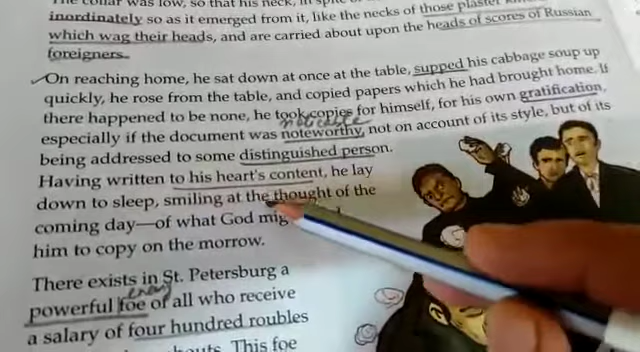 The collar was low, so that his neck, in
inordinately so as it emerged from it, like the necks of those plaster
which wag their heads, and are carried about upon the heads of scores of Russian
foreigners.
On reaching home, he sat down at once at the table, supped his cabbage soup up
quickly, he rose from the table, and copied papers which he had brought home. If
there happened to be none, he took copies for himself, for his own gratification,
noticeable
especially if the document was noteworthy, not on account of its style, but of its
being addressed to some distinguished person.
Having written to his heart's content, he lay
down to sleep, smiling at the thought of the
coming day—of what God
him to copy on the morrow.
There exists in St. Petersburg a
enemy
powerful foe of all who receive
a salary of four hundred roubles
This foe